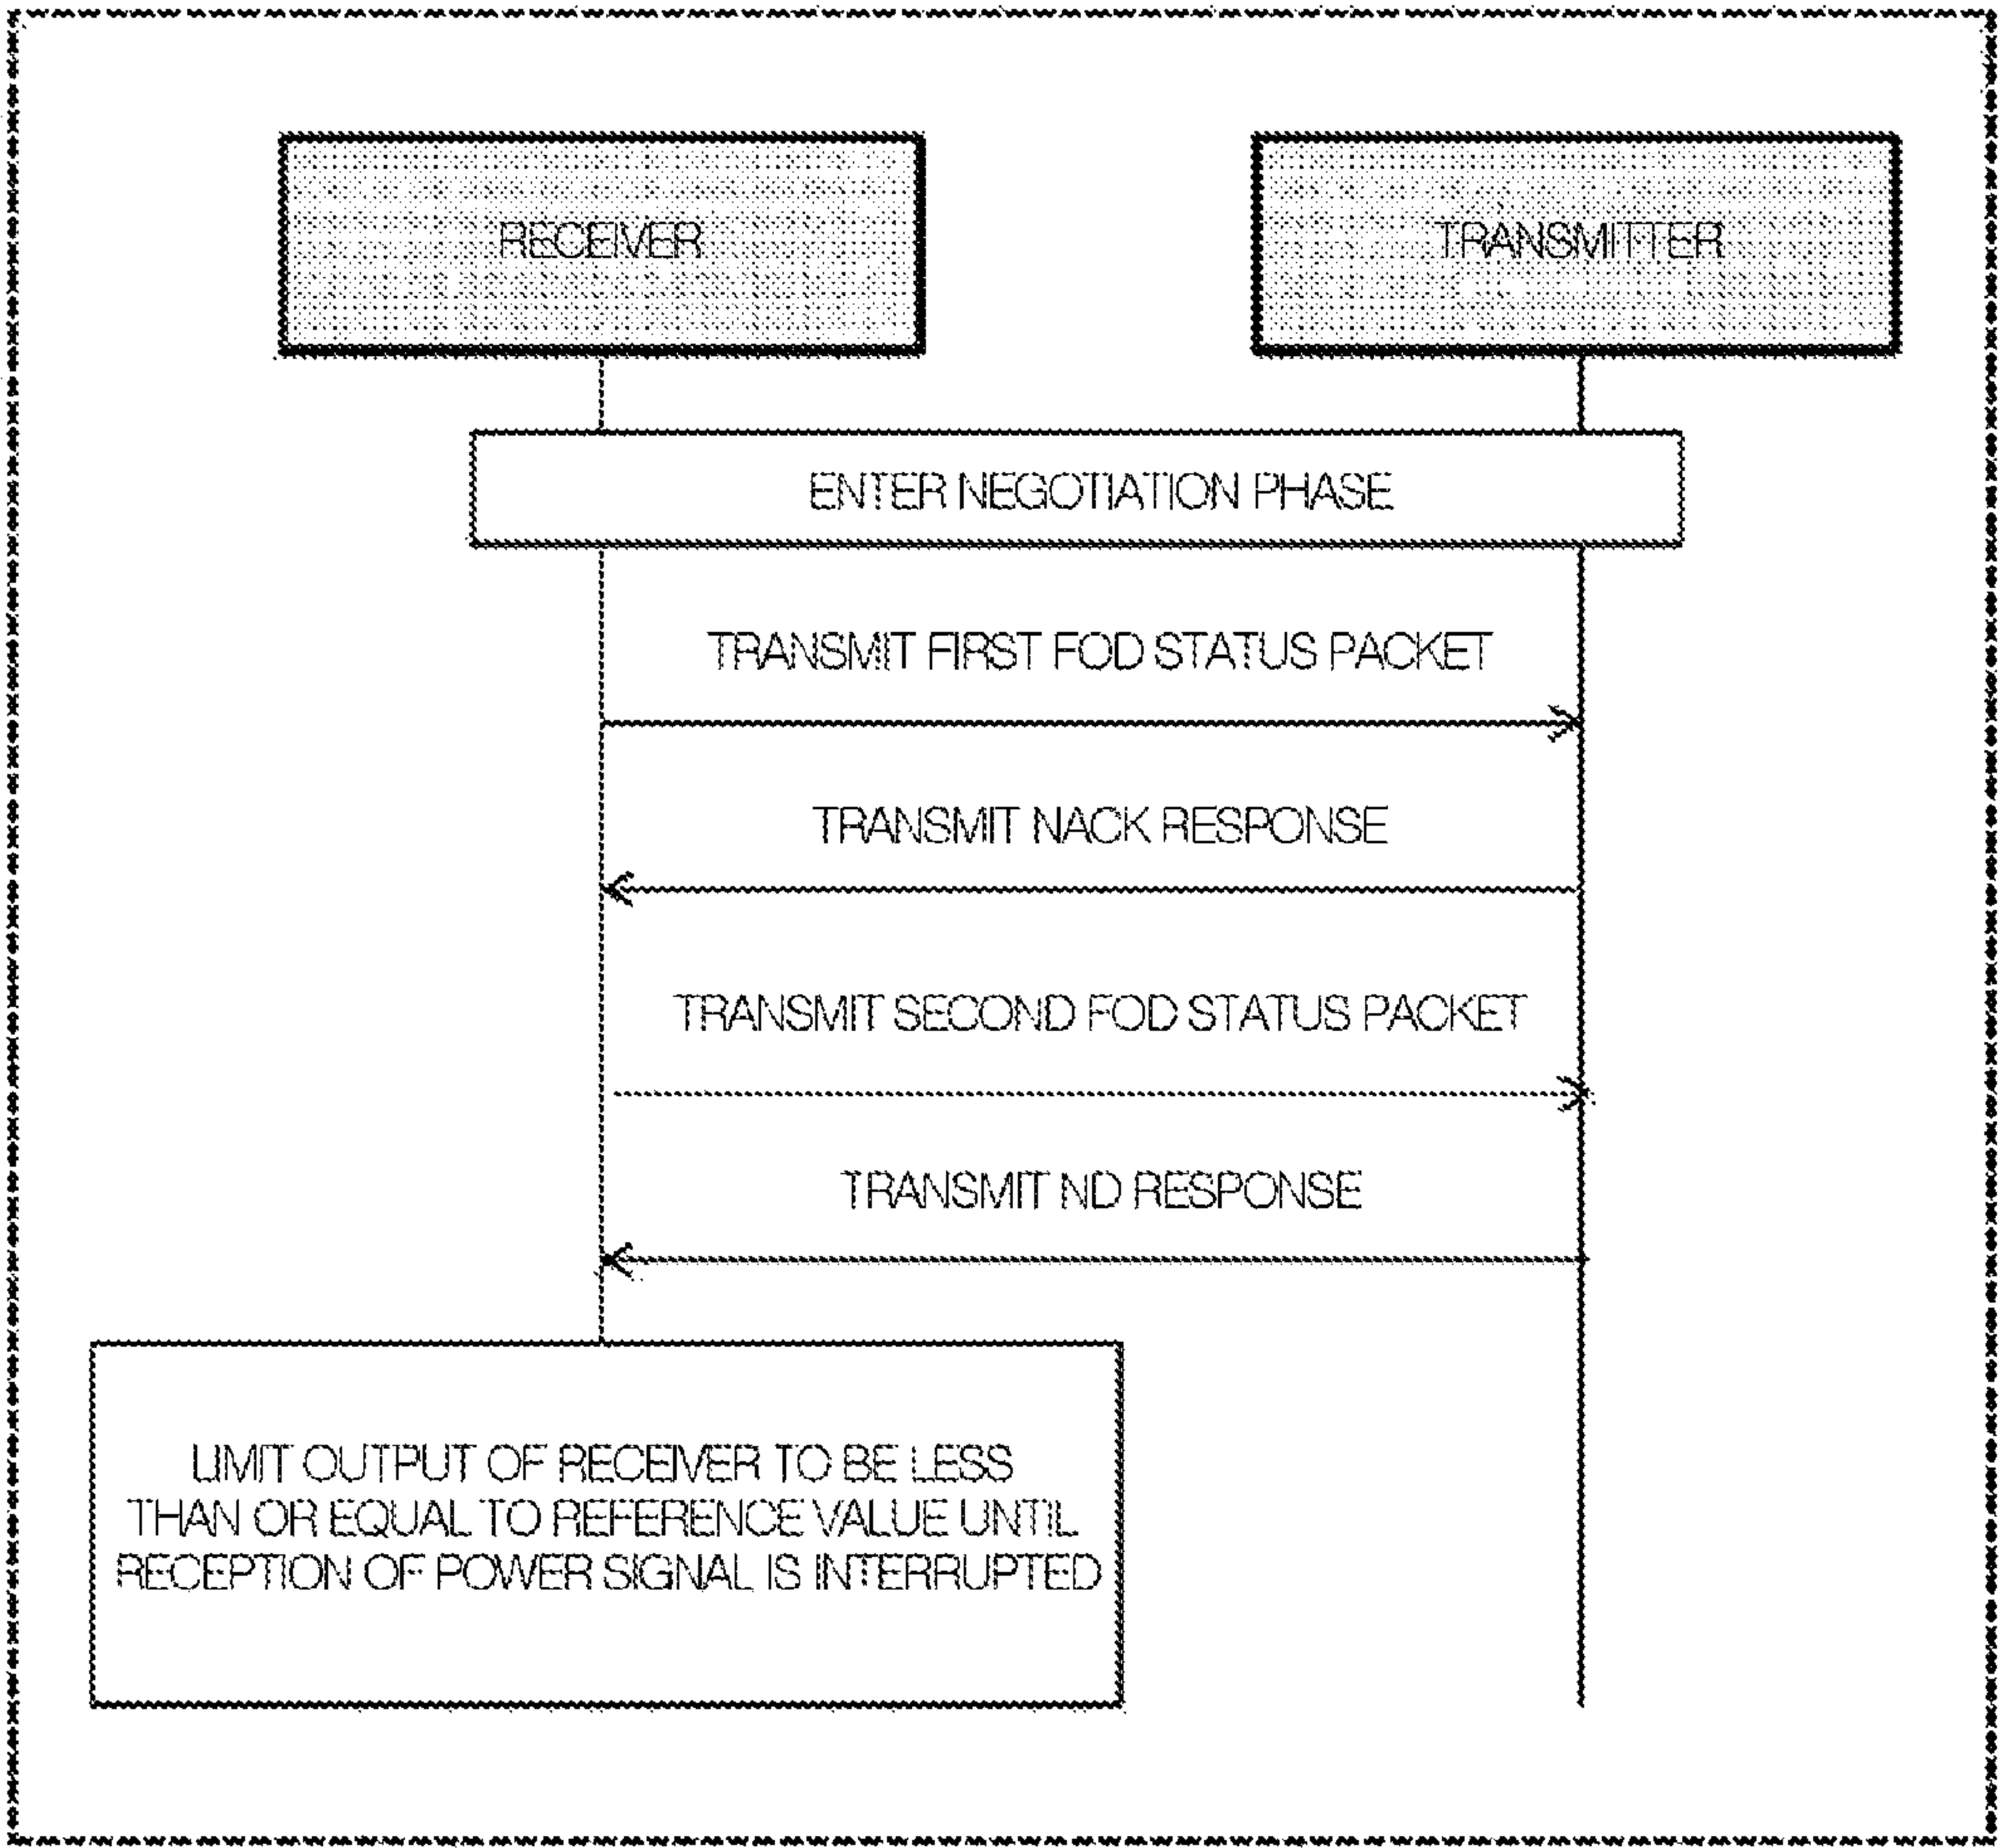 RECEIVER
TRANSMITTER
ENTER NEGOTIATION PHASE
TRANSMIT FIRST FOD STATUS PACKET
TRANSMIT NACK RESPONSE
TRANSMIT SECOND FOD STATUS PACKET
TRANSMIT ND RESPONSE
LIMIT OUTPUT OF RECEIVER TO BE LESS
THAN OR EQUAL TO REFERENCE VALUE UNTIL
RECEPTION OF POWER SIGNAL IS INTERRUPTED